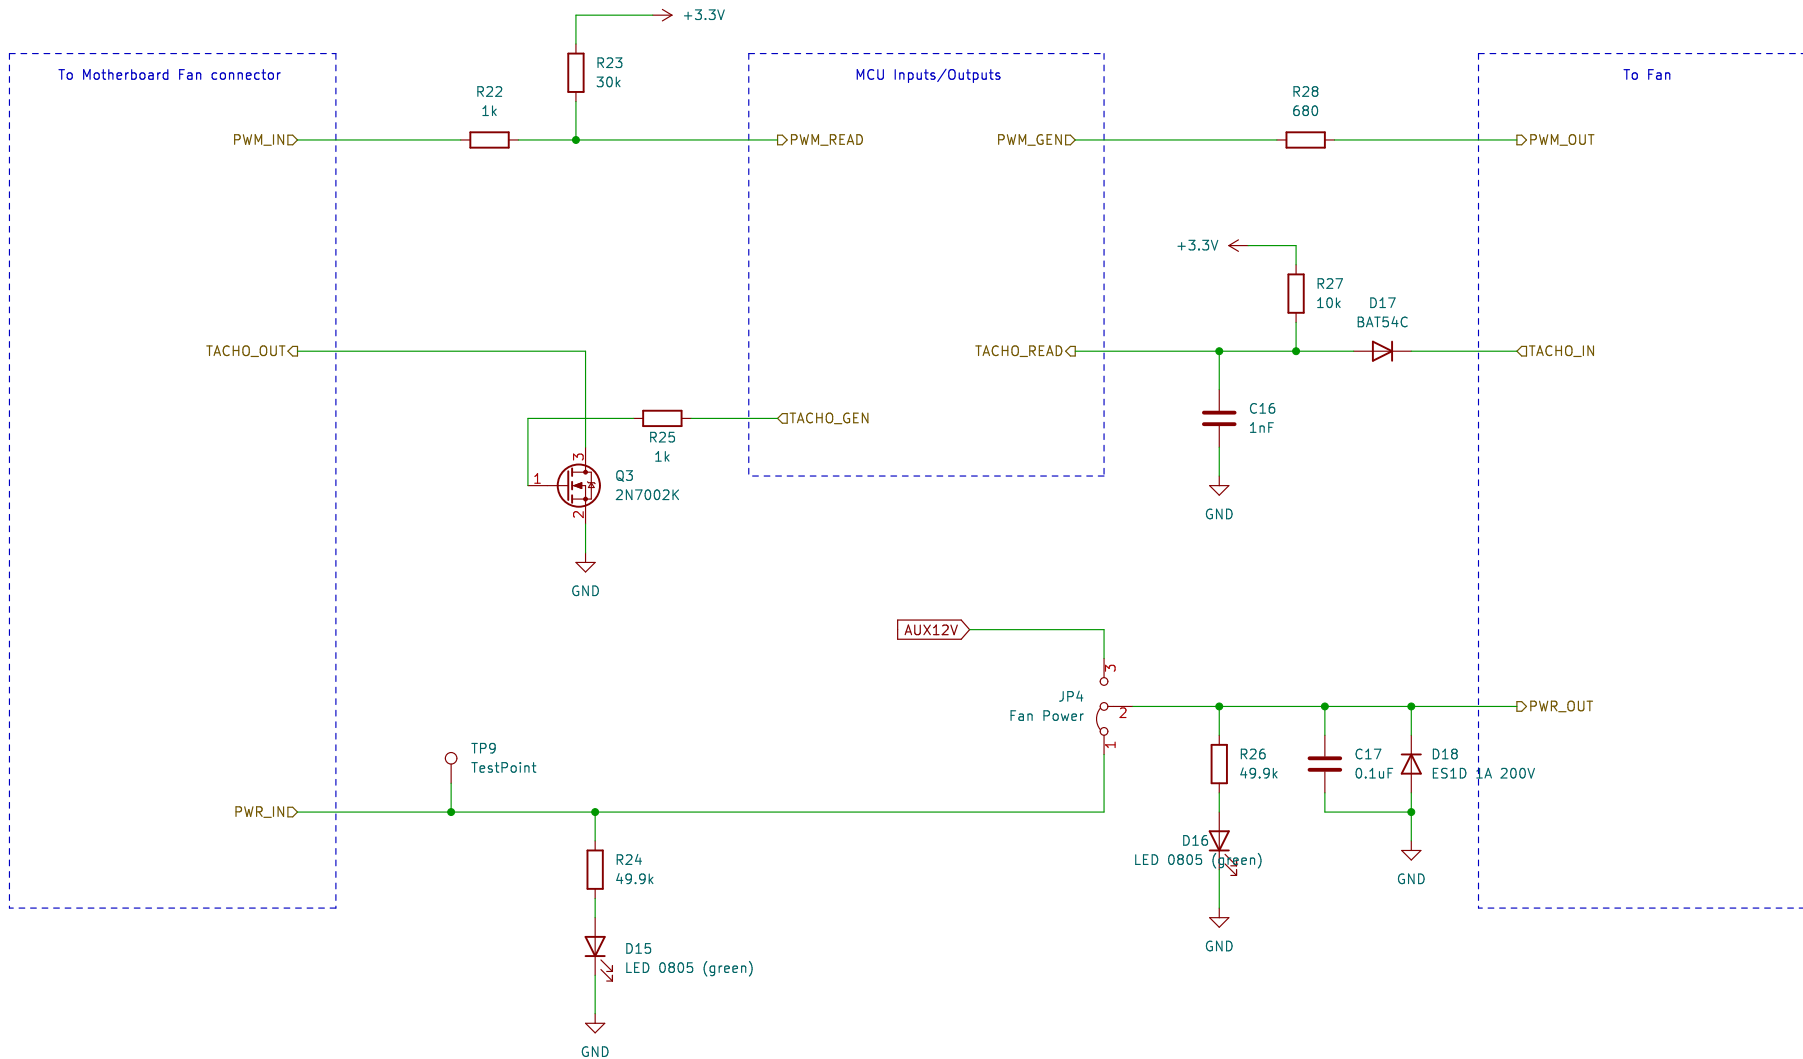 +3.3V
To Motherboard Fan connector
R23
30k
MCU Inputs/Outputs
To Fan
R22
1k
R28
680
PWM_IN
PWM_READ
PWM_GEN
PWM_OUT
+3.3V
R27
10k
D17
BAT54C
TACHO_OUT
TACHO_READ
TACHO_IN
C16
1nF
TACHO_GEN
R25
1k
3
1
Q3
2N7002K
2
GND
GND
AUX12V
3
JP4
Fan Power
2
1
PWR_OUT
TP9
TestPoint
R26
49.9k
C17
0.1uF
D18
ES1D 1A 200V
PWR_IN
D16
LED 0805 (green)
R24
49.9k
GND
GND
D15
LED 0805 (green)
GND